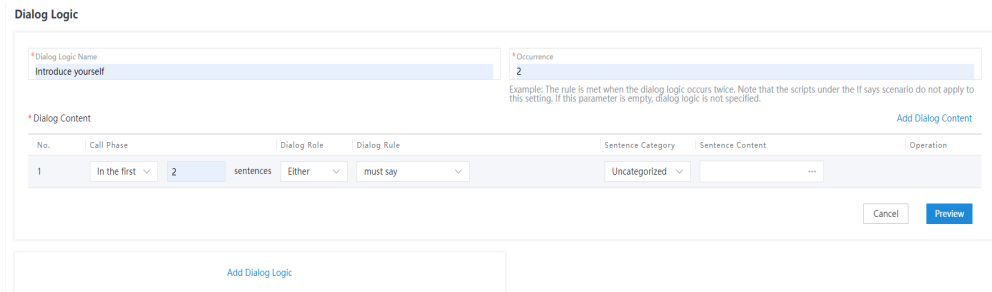 Dialog Logic
*Dialog Logic Name
Introduce yourself
*Occurrence
2
Example: The rule is met when the dialog logic occurs twice. Note that the scripts under the If says scenario do not apply to
this setting. If this parameter is empty, dialog logic is not specified.
* Dialog Content
Add Dialog Content
No. Call Phase Dialog Role Dialog Rule Sentence Category Sentence Content Operation
1 In the first 2 sentences Either must say Uncategorized ...
Cancel Preview
Add Dialog Logic